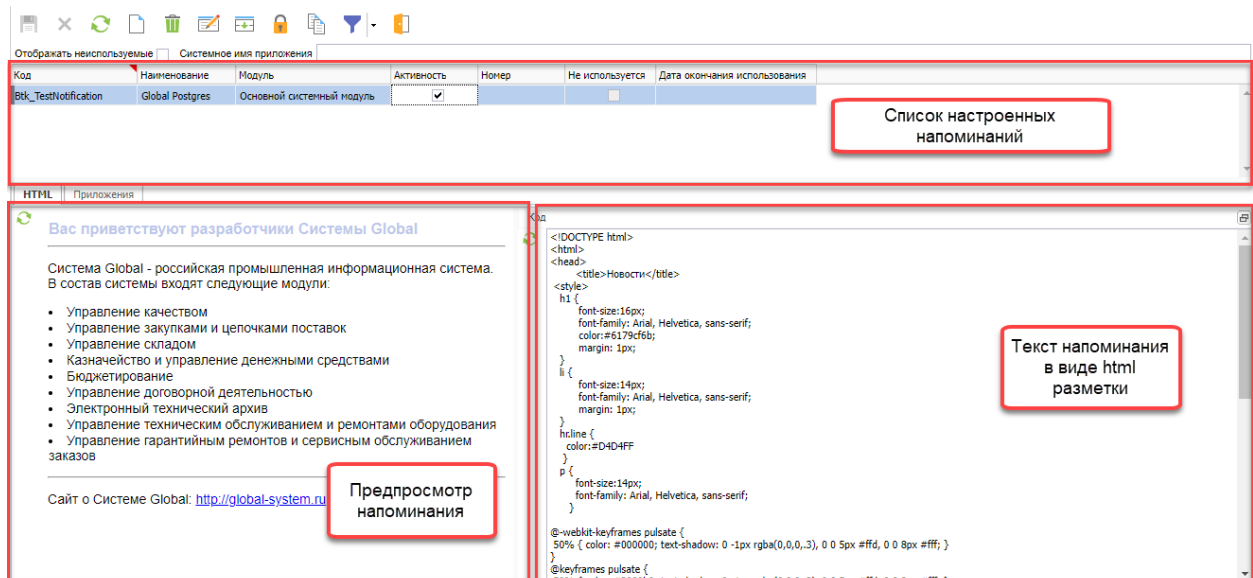 Отображать неиспользуемые Системное имя приложения
Код Наименование Модуль Активность Номер Не используется Дата окончания использования
Btk_TestNotification Global Postgres Основной системный модуль
Список настроенных
напоминаний
HTML Приложения
Вас приветствуют разработчики Системы Global
Система Global - российская промышленная информационная система.
В состав системы входят следующие модули:
• Управление качеством
• Управление закупками и цепочками поставок
• Управление складом
• Казначейство и управление денежными средствами
• Бюджетирование
• Управление договорной деятельностью
• Электронный технический архив
• Управление техническим обслуживанием и ремонтами оборудования
• Управление гарантийным ремонтов и сервисным обслуживанием
заказов
Сайт о Системе Global: http://global-system.ru
Предпросмотр
напоминания
Код
<!DOCTYPE html>
<html>
<head>
<title>Новости</title>
<style>
h1 {
font-size:16px;
font-family: Arial, Helvetica, sans-serif;
color:#6179cf6b;
margin: 1px;
}
li {
font-size:14px;
font-family: Arial, Helvetica, sans-serif;
margin: 1px;
}
hr.line {
color:#D4D4FF
}
p {
font-size:14px;
font-family: Arial, Helvetica, sans-serif;
}
@-webkit-keyframes pulsate {
50% { color: #000000; text-shadow: 0 -1px rgba(0,0,0,.3), 0 0 5px #ffd, 0 0 8px #fff; }
}
@keyframes pulsate {
Текст напоминания
в виде html
разметки